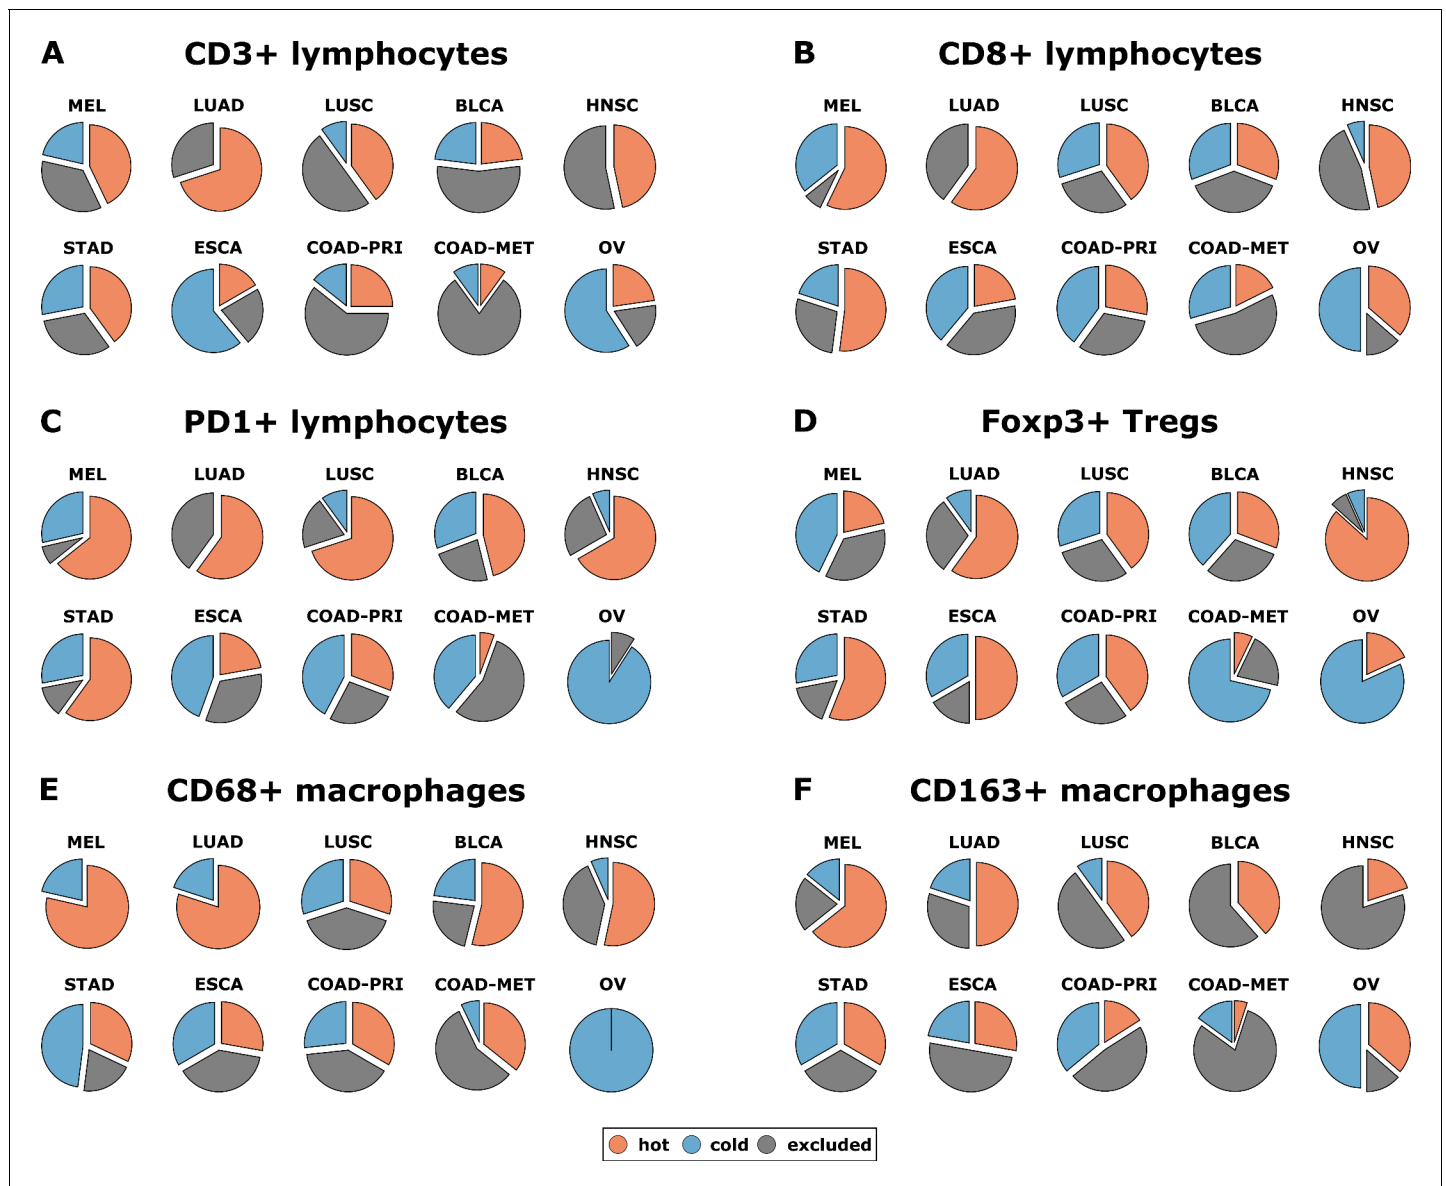 A CD3+ lymphocytes
MEL LUAD LUSC BLCA HNSC
STAD ESCA COAD-PRI COAD-MET OV
B CD8+ lymphocytes
MEL LUAD LUSC BLCA HNSC
STAD ESCA COAD-PRI COAD-MET OV
C PD1+ lymphocytes
MEL LUAD LUSC BLCA HNSC
STAD ESCA COAD-PRI COAD-MET OV
D Foxp3+ Tregs
MEL LUAD LUSC BLCA HNSC
STAD ESCA COAD-PRI COAD-MET OV
E CD68+ macrophages
MEL LUAD LUSC BLCA HNSC
STAD ESCA COAD-PRI COAD-MET OV
F CD163+ macrophages
MEL LUAD LUSC BLCA HNSC
STAD ESCA COAD-PRI COAD-MET OV
hot cold excluded